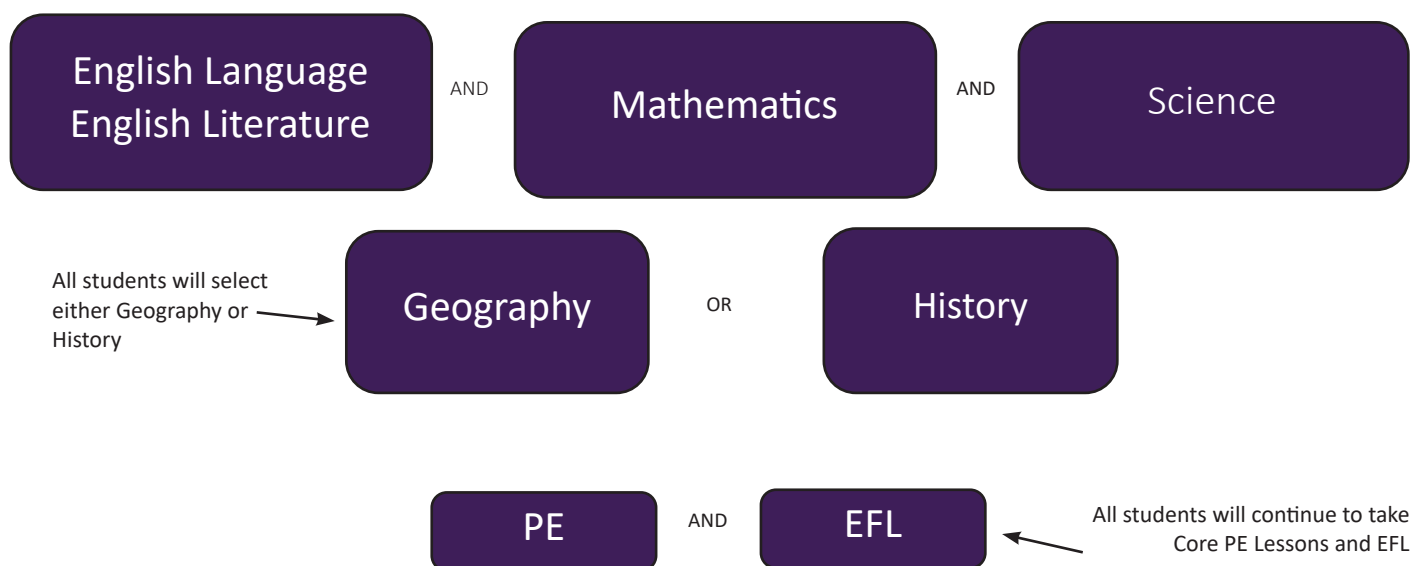 English Language
English Literature
AND
Mathematics
AND
Science
All students will select
either Geography or
History
Geography
OR
History
PE
AND
EFL
All students will continue to take
Core PE Lessons and EFL